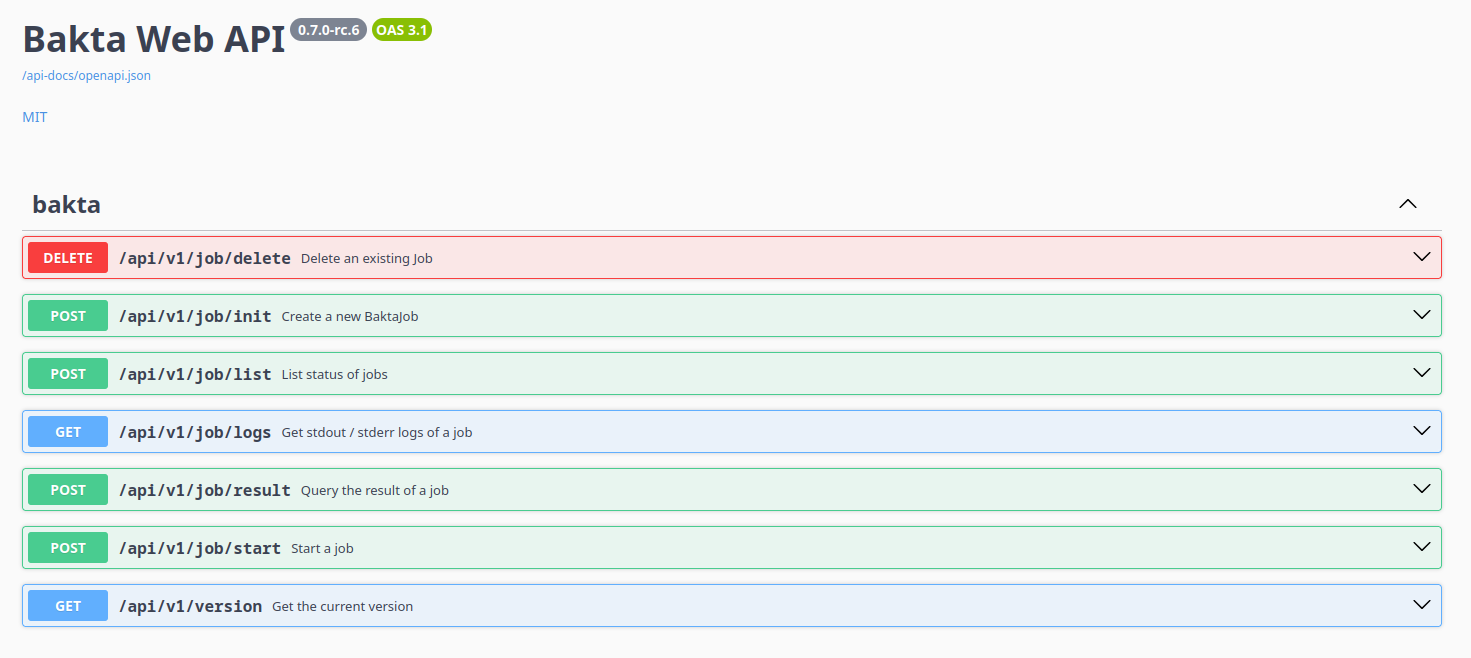 Bakta Web API 0.7.0-rc.6 OAS 3.1
/api-docs/openapi.json
MIT
bakta
DELETE /api/v1/job/delete Delete an existing Job
POST /api/v1/job/init Create a new BaktaJob
POST /api/v1/job/list List status of jobs
GET /api/v1/job/logs Get stdout / stderr logs of a job
POST /api/v1/job/result Query the result of a job
POST /api/v1/job/start Start a job
GET /api/v1/version Get the current version